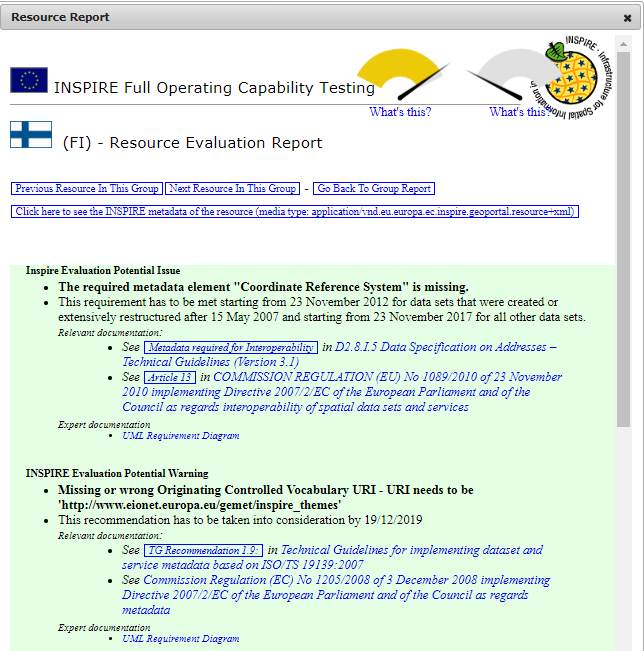 Resource Report
INSPIRE Full Operating Capability Testing
What's this?
What's this?
INSPIRE - Infrastructure for Spatial Information in
(FI) - Resource Evaluation Report
Previous Resource In This Group Next Resource In This Group - Go Back To Group Report
Click here to see the INSPIRE metadata of the resource (media type: application/vnd.eu.europa.ec.inspire.geoportal.resource+xml)
Inspire Evaluation Potential Issue
• The required metadata element "Coordinate Reference System" is missing.
• This requirement has to be met starting from 23 November 2012 for data sets that were created or
extensively restructured after 15 May 2007 and starting from 23 November 2017 for all other data sets.
Relevant documentation:
• See Metadata required for Interoperability in D2.8.I.5 Data Specification on Addresses –
Technical Guidelines (Version 3.1)
• See Article 13 in COMMISSION REGULATION (EU) No 1089/2010 of 23 November
2010 implementing Directive 2007/2/EC of the European Parliament and of the
Council as regards interoperability of spatial data sets and services
Expert documentation
• UML Requirement Diagram
INSPIRE Evaluation Potential Warning
• Missing or wrong Originating Controlled Vocabulary URI - URI needs to be
'http://www.eionet.europa.eu/gemet/inspire_themes'
• This recommendation has to be taken into consideration by 19/12/2019
Relevant documentation:
• See TG Recommendation 1.9: in Technical Guidelines for implementing dataset and
service metadata based on ISO/TS 19139:2007
• See Commission Regulation (EC) No 1205/2008 of 3 December 2008 implementing
Directive 2007/2/EC of the European Parliament and of the Council as regards
metadata
Expert documentation
• UML Requirement Diagram